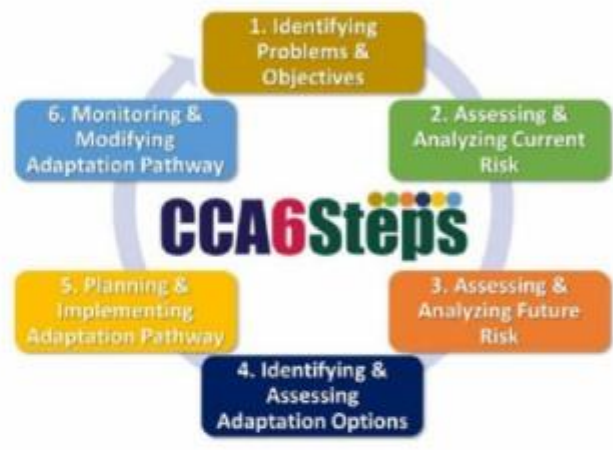 1. Identifying
Problems &
Objectives
2. Assessing &
Analyzing Current
Risk
3. Assessing &
Analyzing Future
Risk
4. Identifying &
Assessing
Adaptation Options
5. Planning &
Implementing
Adaptation Pathway
6. Monitoring &
Modifying
Adaptation Pathway
CCA6Steps